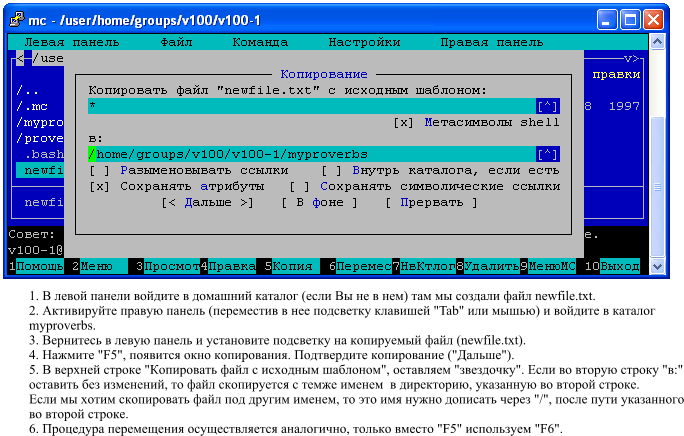 mc - /user/home/groups/v100/v100-1
Левая панель Файл Команда Настройки Правая панель
<─/use v>
Копирование
правки
Копировать файл "newfile.txt" с исходным шаблоном:
/..
* [^]
/.mc 8 1997
[x] Метасимволы shell
/mypro
в:
/prove
/home/groups/v100/v100-1/myproverbs [^]
.bash
[ ] Разыменовывать ссылки [ ] Внутрь каталога, если есть
newfi
[x] Сохранять атрибуты [ ] Сохранять символические ссылки
[< Дальше >] [ В фоне ] [ Прервать ]
newfi
Совет: е.
v100-1@
1Помощь 2Меню 3Просмот 4Правка 5Копия 6Перемес 7НвКтлог 8Удалить 9МенюMC 10Выход
1. В левой панели войдите в домашний каталог (если Вы не в нем) там мы создали файл newfile.txt.
2. Активируйте правую панель (переместив в нее подсветку клавишей "Tab" или мышью) и войдите в каталог
myproverbs.
3. Вернитесь в левую панель и установите подсветку на копируемый файл (newfile.txt).
4. Нажмите "F5", появится окно копирования. Подтвердите копирование ("Дальше").
5. В верхней строке "Копировать файл с исходным шаблоном", оставляем "звездочку". Если во вторую строку "в:"
оставить без изменений, то файл скопируется с темже именем в директорию, указанную во второй строке.
Если мы хотим скопировать файл под другим именем, то это имя нужно дописать через "/", после пути указанного
во второй строке.
6. Процедура перемещения осуществляется аналогично, только вместо "F5" используем "F6".